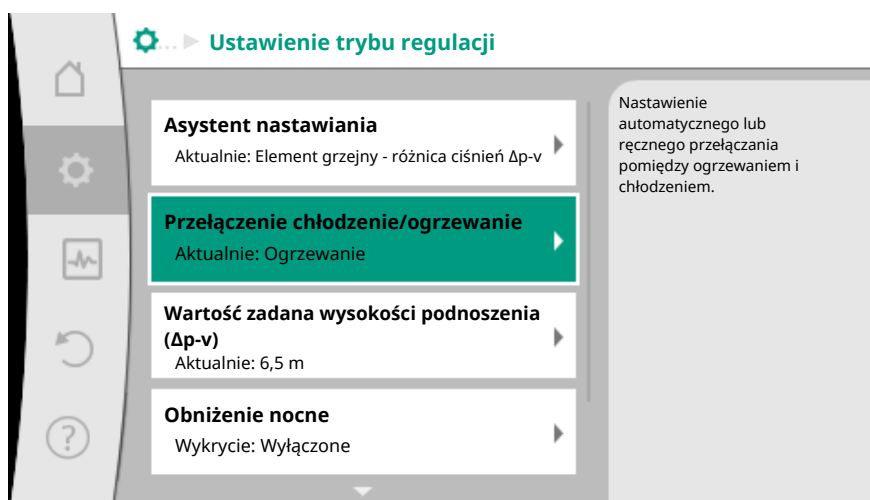 ... Ustawienie trybu regulacji
Asystent nastawiania
Aktualnie: Element grzejny - różnica ciśnień Δp-v
Przełączenie chłodzenie/ogrzewanie
Aktualnie: Ogrzewanie
Wartość zadana wysokości podnoszenia
(Δp-v)
Aktualnie: 6,5 m
Obniżenie nocne
Wykrycie: Wyłączone
Nastawienie
automatycznego lub
ręcznego przełączania
pomiędzy ogrzewaniem i
chłodzeniem.
?